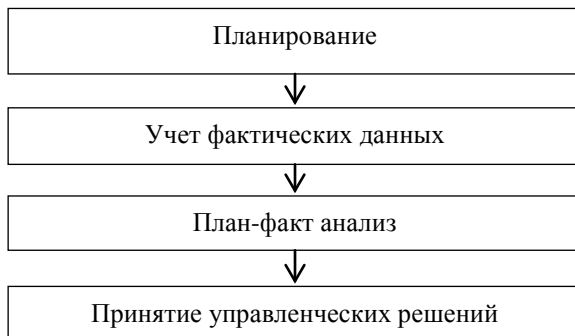 Планирование
Учет фактических данных
План-факт анализ
Принятие управленческих решений